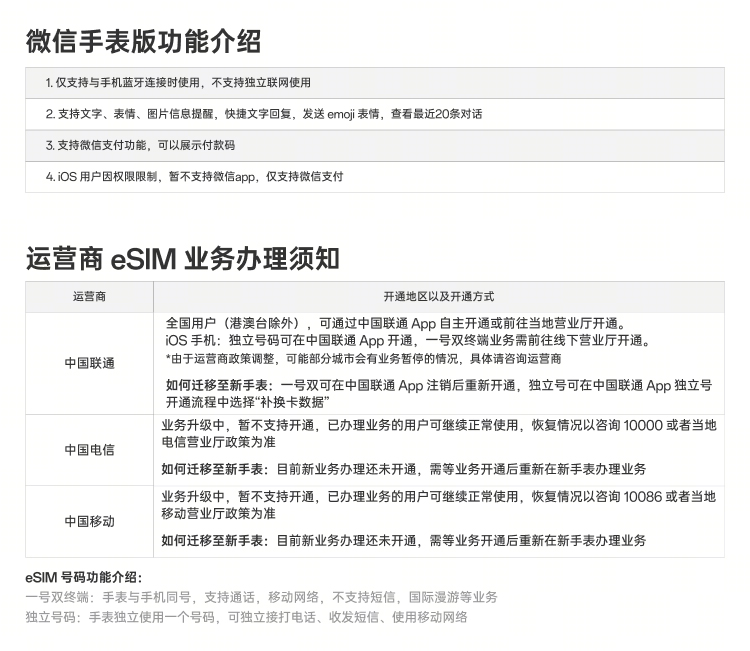 微信手表版功能介绍
1. 仅支持与手机蓝牙连接时使用，不支持独立联网使用
2. 支持文字、表情、图片信息提醒，快捷文字回复，发送 emoji 表情，查看最近20条对话
3. 支持微信支付功能，可以展示付款码
4. iOS 用户因权限限制，暂不支持微信app，仅支持微信支付
运营商 eSIM 业务办理须知
运营商 开通地区以及开通方式
中国联通
全国用户（港澳台除外），可通过中国联通 App 自主开通或前往当地营业厅开通。
iOS 手机：独立号码可在中国联通 App 开通，一号双终端业务需前往线下营业厅开通。
*由于运营商政策调整，可能部分城市会有业务暂停的情况，具体请咨询运营商
如何迁移至新手表：一号双可在中国联通 App 注销后重新开通，独立号可在中国联通 App 独立号
开通流程中选择“补换卡数据”
中国电信
业务升级中，暂不支持开通，已办理业务的用户可继续正常使用，恢复情况以咨询 10000 或者当地
电信营业厅政策为准
如何迁移至新手表：目前新业务办理还未开通，需等业务开通后重新在新手表办理业务
中国移动
业务升级中，暂不支持开通，已办理业务的用户可继续正常使用，恢复情况以咨询 10086 或者当地
移动营业厅政策为准
如何迁移至新手表：目前新业务办理还未开通，需等业务开通后重新在新手表办理业务
eSIM 号码功能介绍：
一号双终端：手表与手机同号，支持通话，移动网络，不支持短信，国际漫游等业务
独立号码：手表独立使用一个号码，可独立接打电话、收发短信、使用移动网络